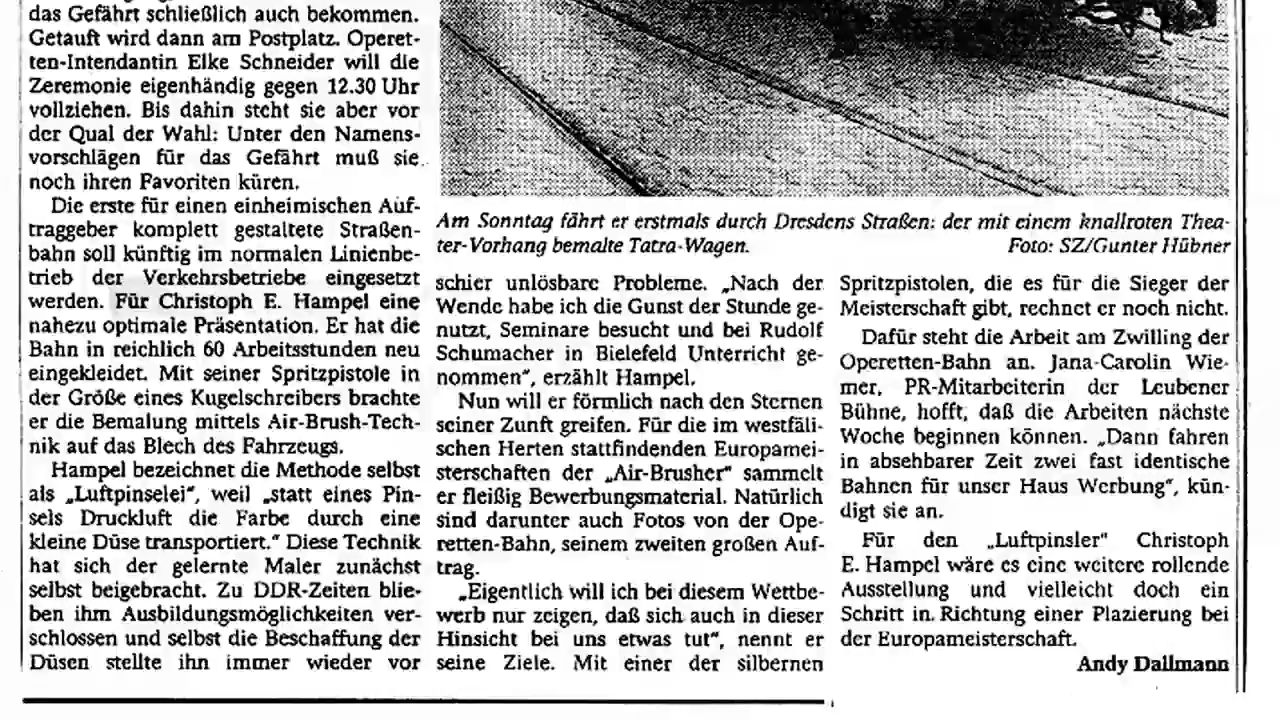 das Gefährt schließlich auch bekommen.
Getauft wird dann am Postplatz. Operet-
ten-Intendantin Elke Schneider will die
Zeremonie eigenhändig gegen 12.30 Uhr
vollziehen. Bis dahin steht sie aber vor
der Qual der Wahl: Unter den Namens-
vorschlägen für das Gefährt muß sie
noch ihren Favoriten küren.
Die erste für einen einheimischen Auf-
traggeber komplett gestaltete Straßen-
bahn soll künftig im normalen Linienbe-
trieb der Verkehrsbetriebe eingesetzt
werden. Für Christoph E. Hampel eine
nahezu optimale Präsentation. Er hat die
Bahn in reichlich 60 Arbeitsstunden neu
eingekleidet. Mit seiner Spritzpistole in
der Größe eines Kugelschreibers brachte
er die Bemalung mittels Air-Brush-Tech-
nik auf das Blech des Fahrzeugs.
Hampel bezeichnet die Methode selbst
als „Luftpinselei“, weil „statt eines Pin-
sels Druckluft die Farbe durch eine
kleine Düse transportiert.“ Diese Technik
hat sich der gelernte Maler zunächst
selbst beigebracht. Zu DDR-Zeiten blie-
ben ihm Ausbildungsmöglichkeiten ver-
schlossen und selbst die Beschaffung der
Düsen stellte ihn immer wieder vor
Am Sonntag fährt er erstmals durch Dresdens Straßen: der mit einem knallroten Thea-
ter-Vorhang bemalte Tatra-Wagen. Foto: SZ/Gunter Hübner
schier unlösbare Probleme. „Nach der
Wende habe ich die Gunst der Stunde ge-
nutzt, Seminare besucht und bei Rudolf
Schumacher in Bielefeld Unterricht ge-
nommen“, erzählt Hampel.
Nun will er förmlich nach den Sternen
seiner Zunft greifen. Für die im westfäli-
schen Herten stattfindenden Europamei-
sterschaften der „Air-Brusher“ sammelt
er fleißig Bewerbungsmaterial. Natürlich
sind darunter auch Fotos von der Ope-
retten-Bahn, seinem zweiten großen Auf-
trag.
„Eigentlich will ich bei diesem Wettbe-
werb nur zeigen, daß sich auch in dieser
Hinsicht bei uns etwas tut“, nennt er
seine Ziele. Mit einer der silbernen
Spritzpistolen, die es für die Sieger der
Meisterschaft gibt, rechnet er noch nicht.
Dafür steht die Arbeit am Zwilling der
Operetten-Bahn an. Jana-Carolin Wie-
mer, PR-Mitarbeiterin der Leubener
Bühne, hofft, daß die Arbeiten nächste
Woche beginnen können. „Dann fahren
in absehbarer Zeit zwei fast identische
Bahnen für unser Haus Werbung“, kün-
digt sie an.
Für den „Luftpinsler“ Christoph
E. Hampel wäre es eine weitere rollende
Ausstellung und vielleicht doch ein
Schritt in Richtung einer Plazierung bei
der Europameisterschaft.
Andy Dallmann